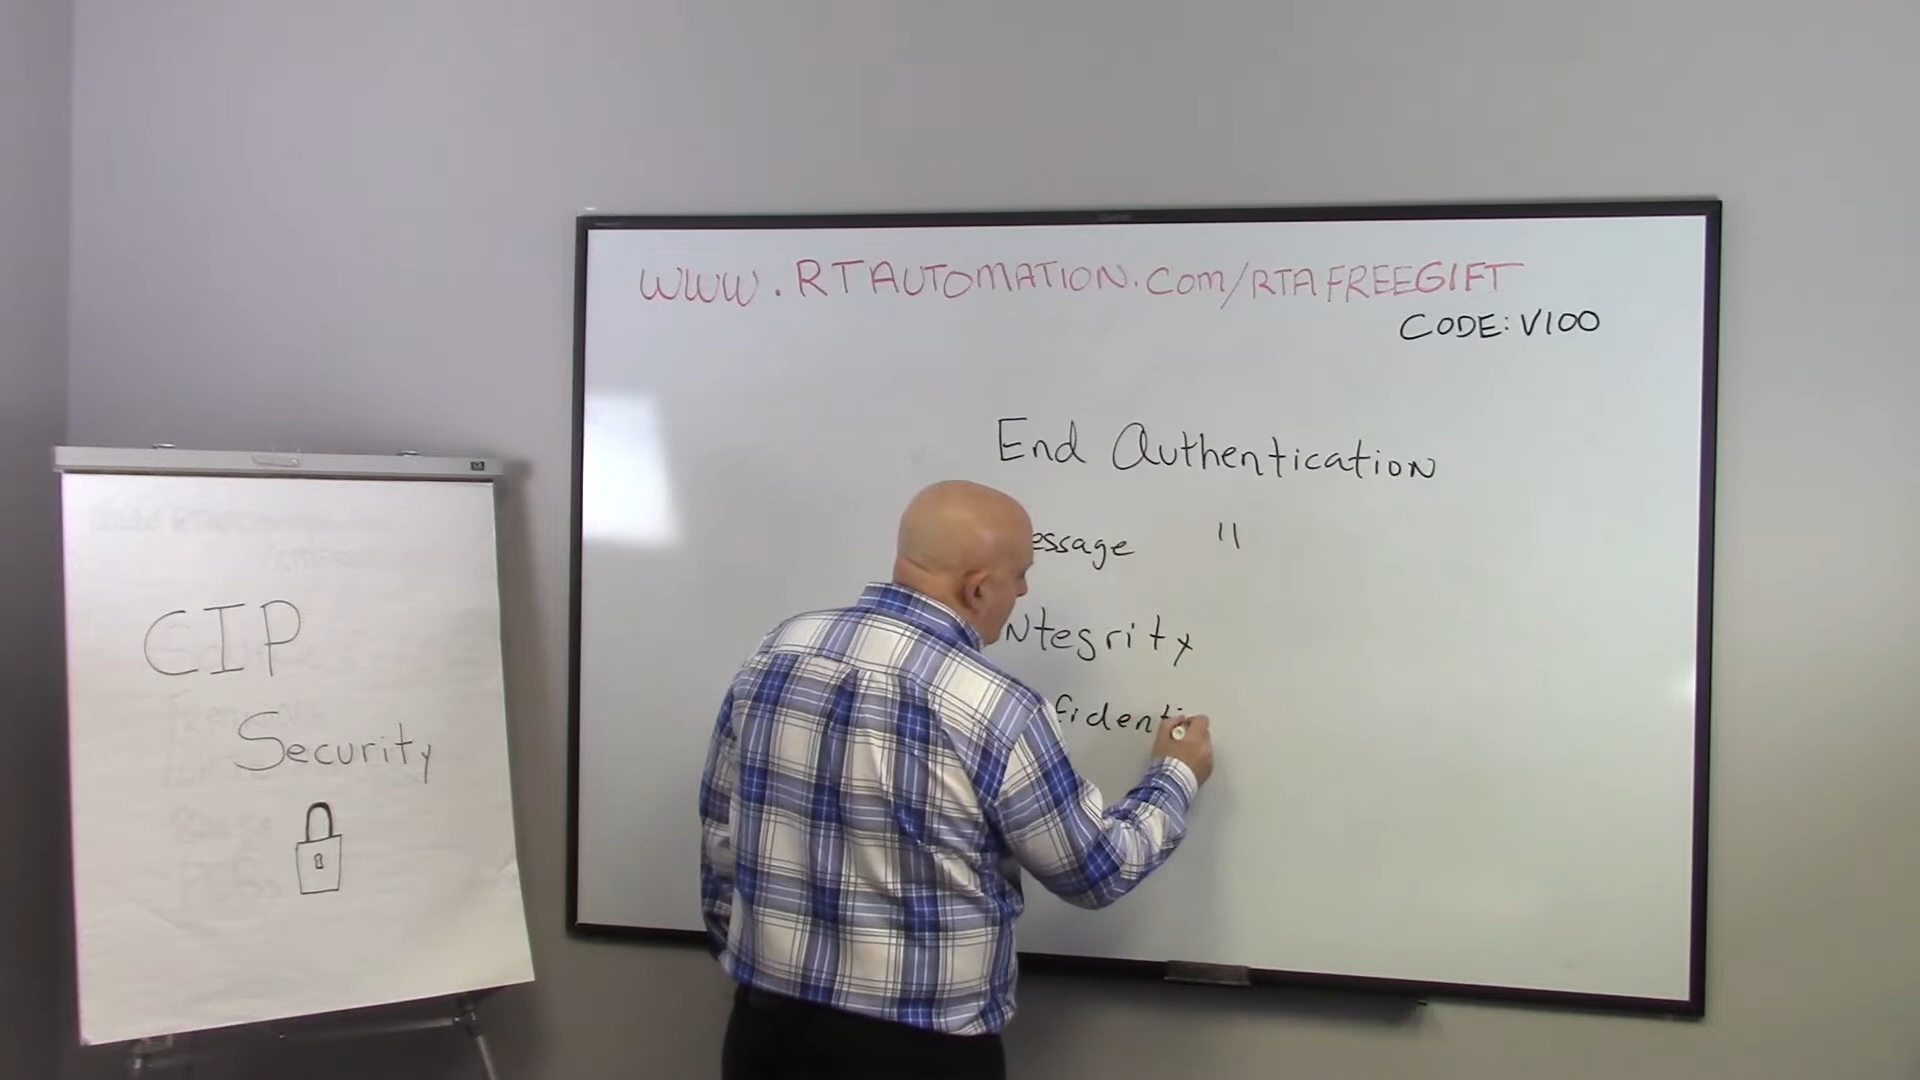 WWW.RTAUTOMATION.COM/RTAFREEGIFT
CODE: V100
End Authentication
essage "
ntegrity
fidenti
CIP
Security